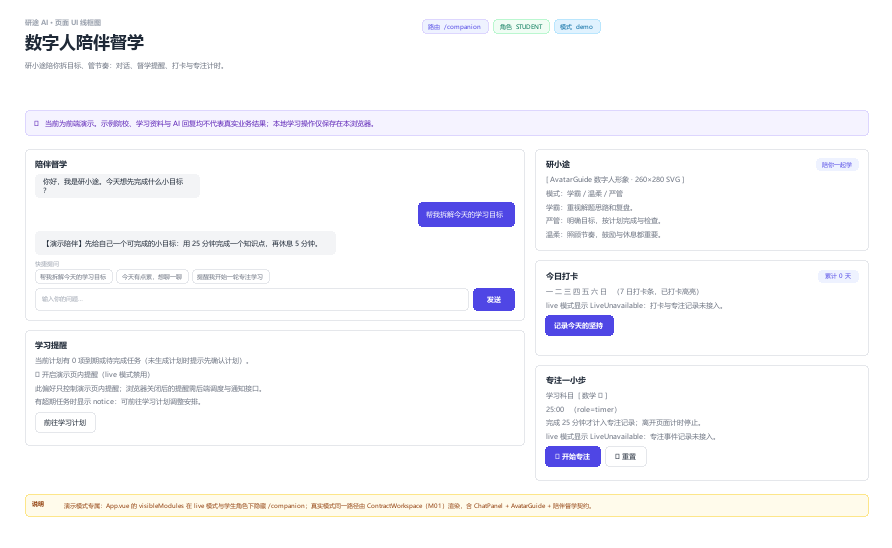 研途 AI · 页面 UI 线框图
数字人陪伴督学
研小途陪你拆目标、管节奏：对话、督学提醒、打卡与专注计时。
路由 /companion
角色 STUDENT
模式 demo
当前为前端演示。示例院校、学习资料与 AI 回复均不代表真实业务结果；本地学习操作仅保存在本浏览器。
陪伴督学
你好，我是研小途。今天想先完成什么小目标
？
帮我拆解今天的学习目标
【演示陪伴】先给自己一个可完成的小目标：用 25 分钟完成一个知识点，再休息 5 分钟。
快捷提问
帮我拆解今天的学习目标
今天有点累，想聊一聊
提醒我开始一轮专注学习
输入你的问题...
发送
学习提醒
当前计划有 0 项到期或待完成任务（未生成计划时提示先确认计划）。
开启演示页内提醒（live 模式禁用）
此偏好只控制演示页内提醒；浏览器关闭后的提醒需后端调度与通知接口。
有超期任务时显示 notice：可前往学习计划调整安排。
前往学习计划
研小途
陪你一起学
[ AvatarGuide 数字人形象 · 260×280 SVG ]
模式：学霸 / 温柔 / 严管
学霸：重视解题思路和复盘。
严管：明确目标，按计划完成与检查。
温柔：照顾节奏，鼓励与休息都重要。
今日打卡
累计 0 天
一 二 三 四 五 六 日 （7 日打卡条，已打卡高亮）
live 模式显示 LiveUnavailable：打卡与专注记录未接入。
记录今天的坚持
专注一小步
学习科目 [ 数学 ]
25:00 （role=timer）
完成 25 分钟才计入专注记录；离开页面计时停止。
live 模式显示 LiveUnavailable：专注事件记录未接入。
开始专注
重置
说明
演示模式专属：App.vue 的 visibleModules 在 live 模式与学生角色下隐藏 /companion；真实模式同一路径由 ContractWorkspace（M01）渲染，含 ChatPanel + AvatarGuide + 陪伴督学契约。